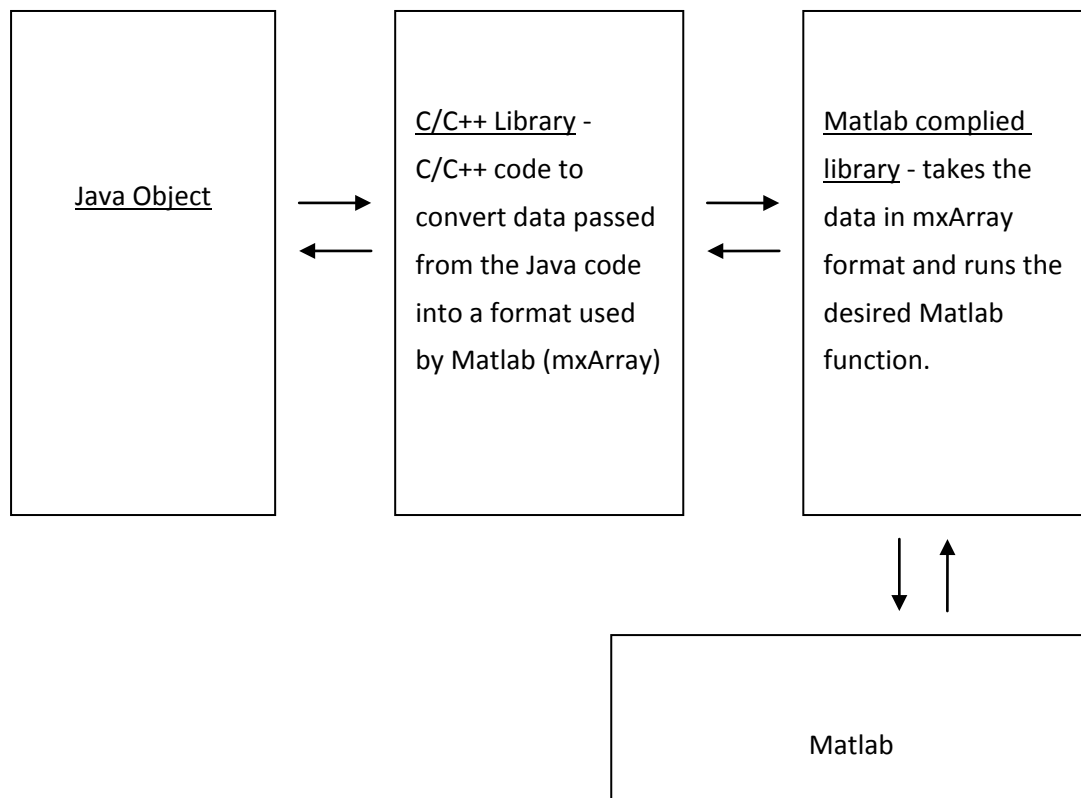 Java Object
C/C++ Library -
C/C++ code to
convert data passed
from the Java code
into a format used
by Matlab (mxArray)
Matlab complied
library - takes the
data in mxArray
format and runs the
desired Matlab
function.
Matlab